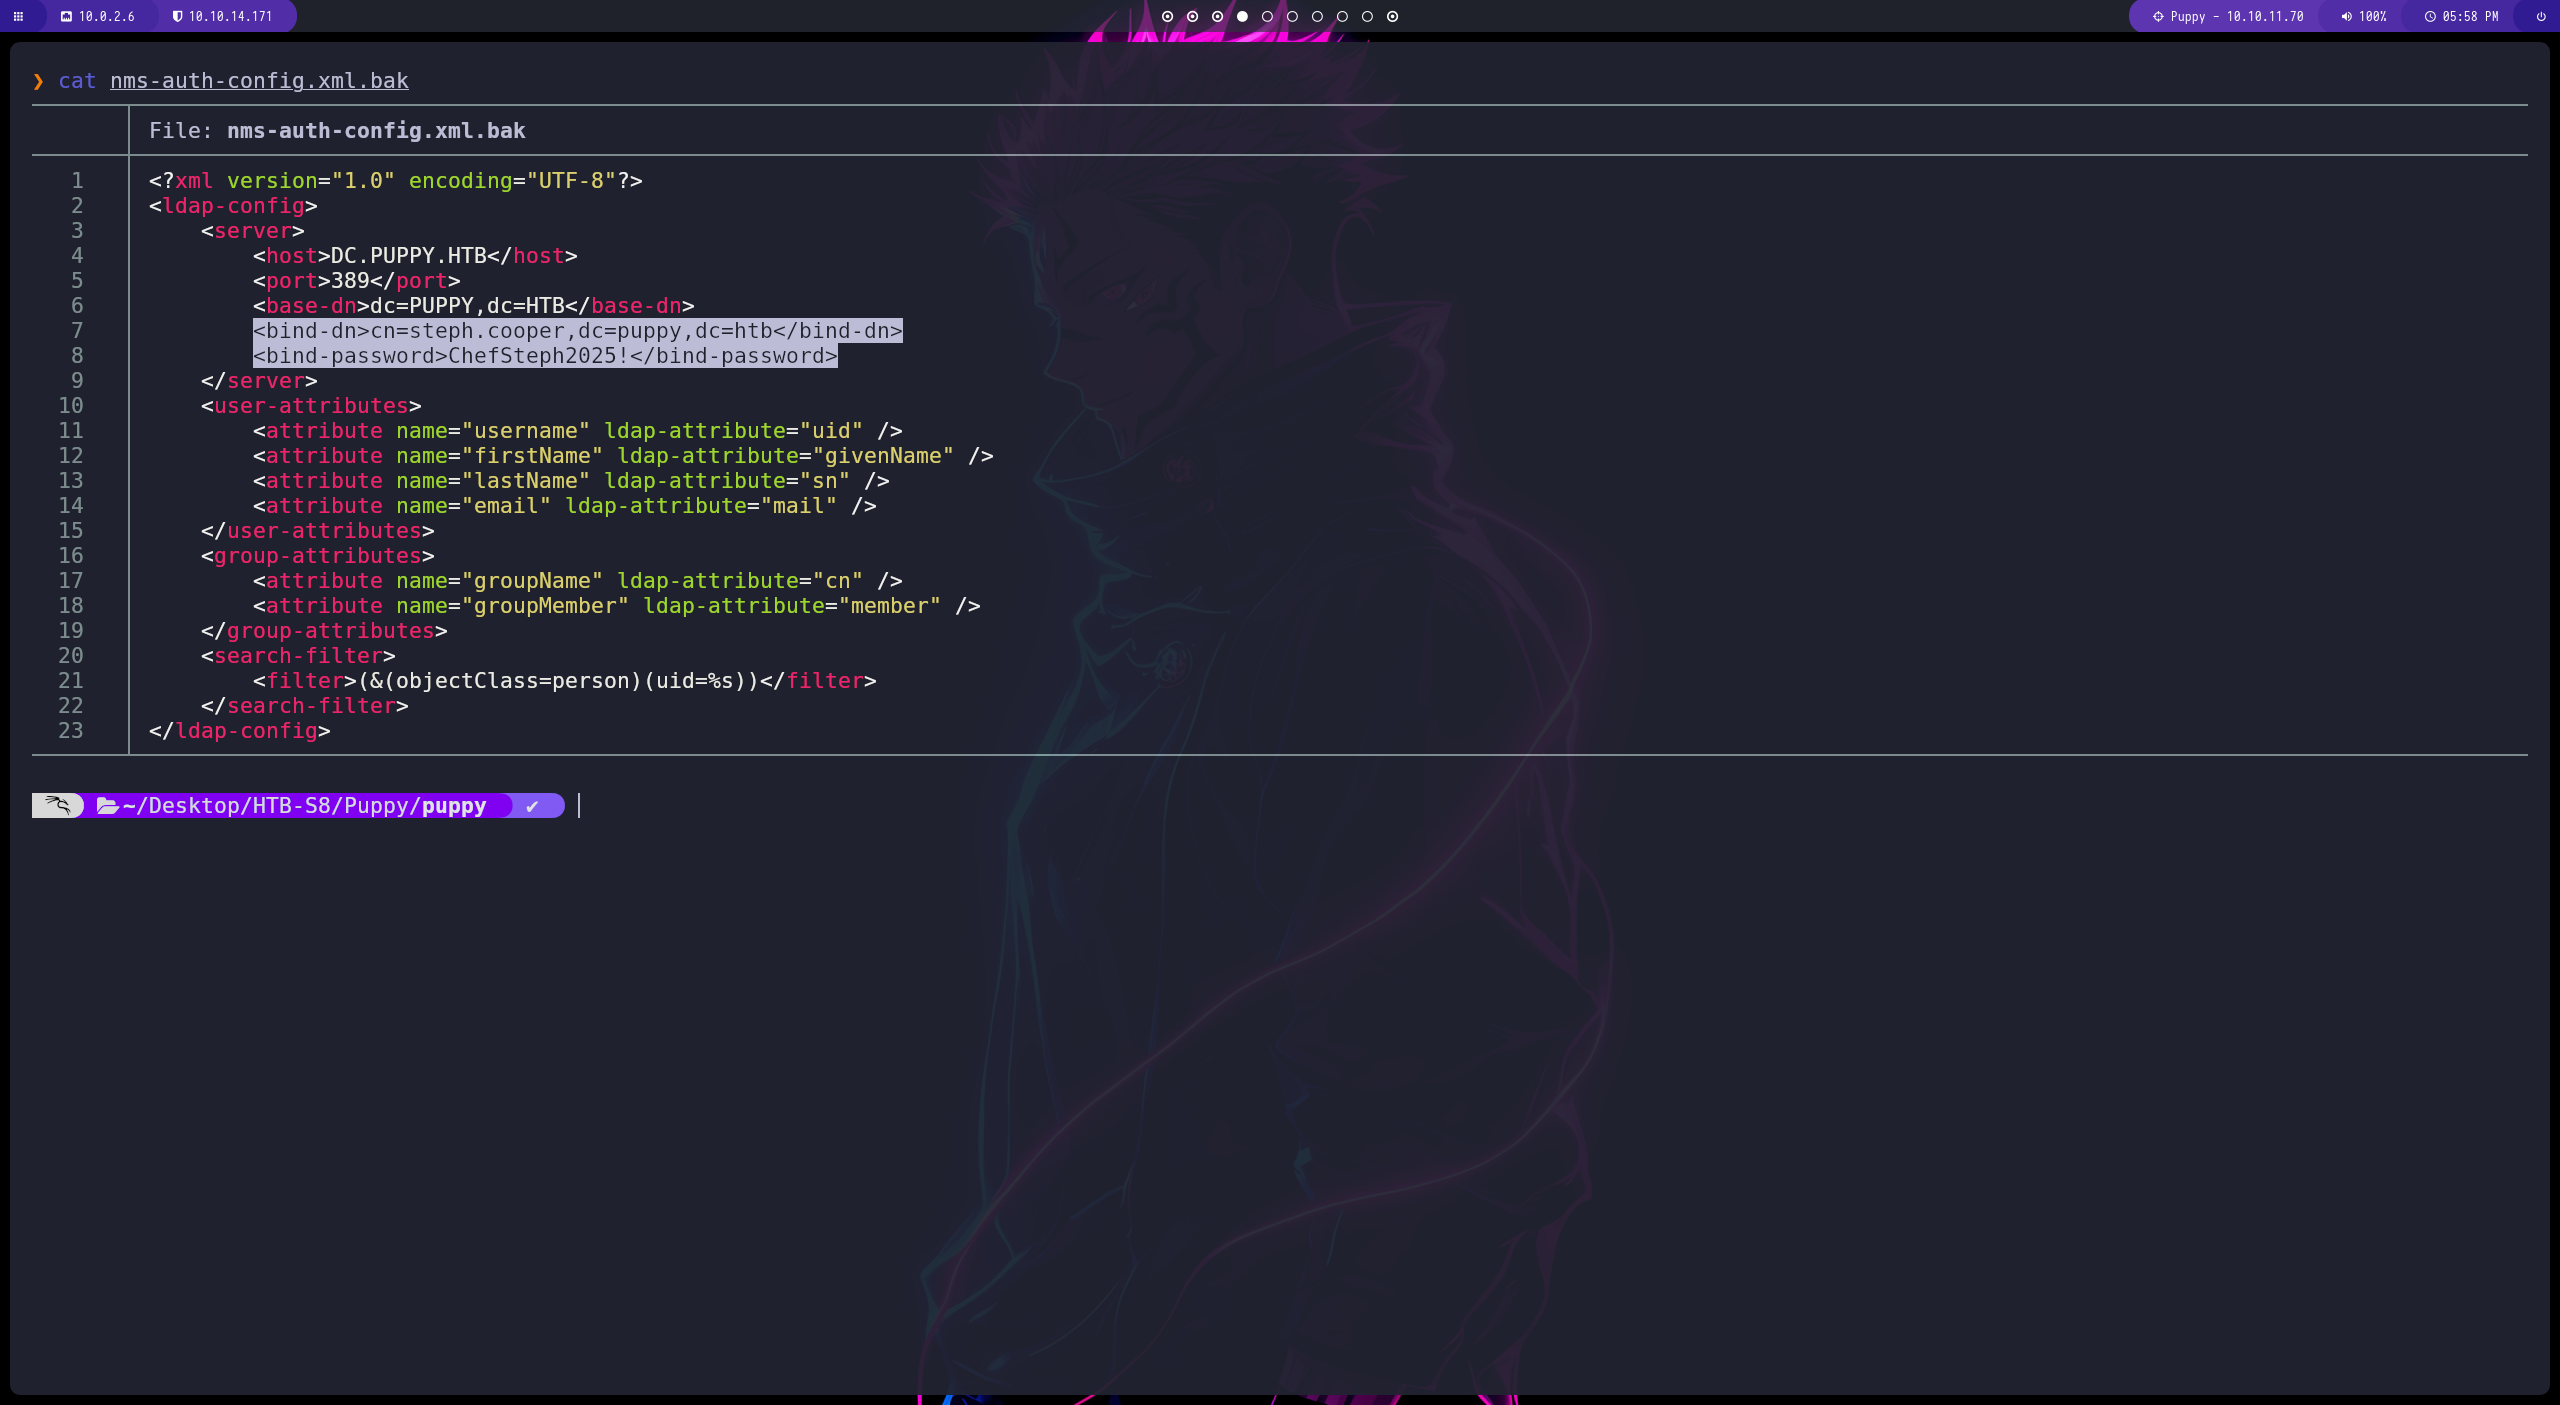 10.0.2.6 10.10.14.171 Puppy - 10.10.11.70 100% 05:58 PM
❯ cat nms-auth-config.xml.bak
File: nms-auth-config.xml.bak
1 <?xml version="1.0" encoding="UTF-8"?>
2 <ldap-config>
3     <server>
4         <host>DC.PUPPY.HTB</host>
5         <port>389</port>
6         <base-dn>dc=PUPPY,dc=HTB</base-dn>
7         <bind-dn>cn=steph.cooper,dc=puppy,dc=htb</bind-dn>
8         <bind-password>ChefSteph2025!</bind-password>
9     </server>
10     <user-attributes>
11         <attribute name="username" ldap-attribute="uid" />
12         <attribute name="firstName" ldap-attribute="givenName" />
13         <attribute name="lastName" ldap-attribute="sn" />
14         <attribute name="email" ldap-attribute="mail" />
15     </user-attributes>
16     <group-attributes>
17         <attribute name="groupName" ldap-attribute="cn" />
18         <attribute name="groupMember" ldap-attribute="member" />
19     </group-attributes>
20     <search-filter>
21         <filter>(&(objectClass=person)(uid=%s))</filter>
22     </search-filter>
23 </ldap-config>
~/Desktop/HTB-S8/Puppy/puppy ✔